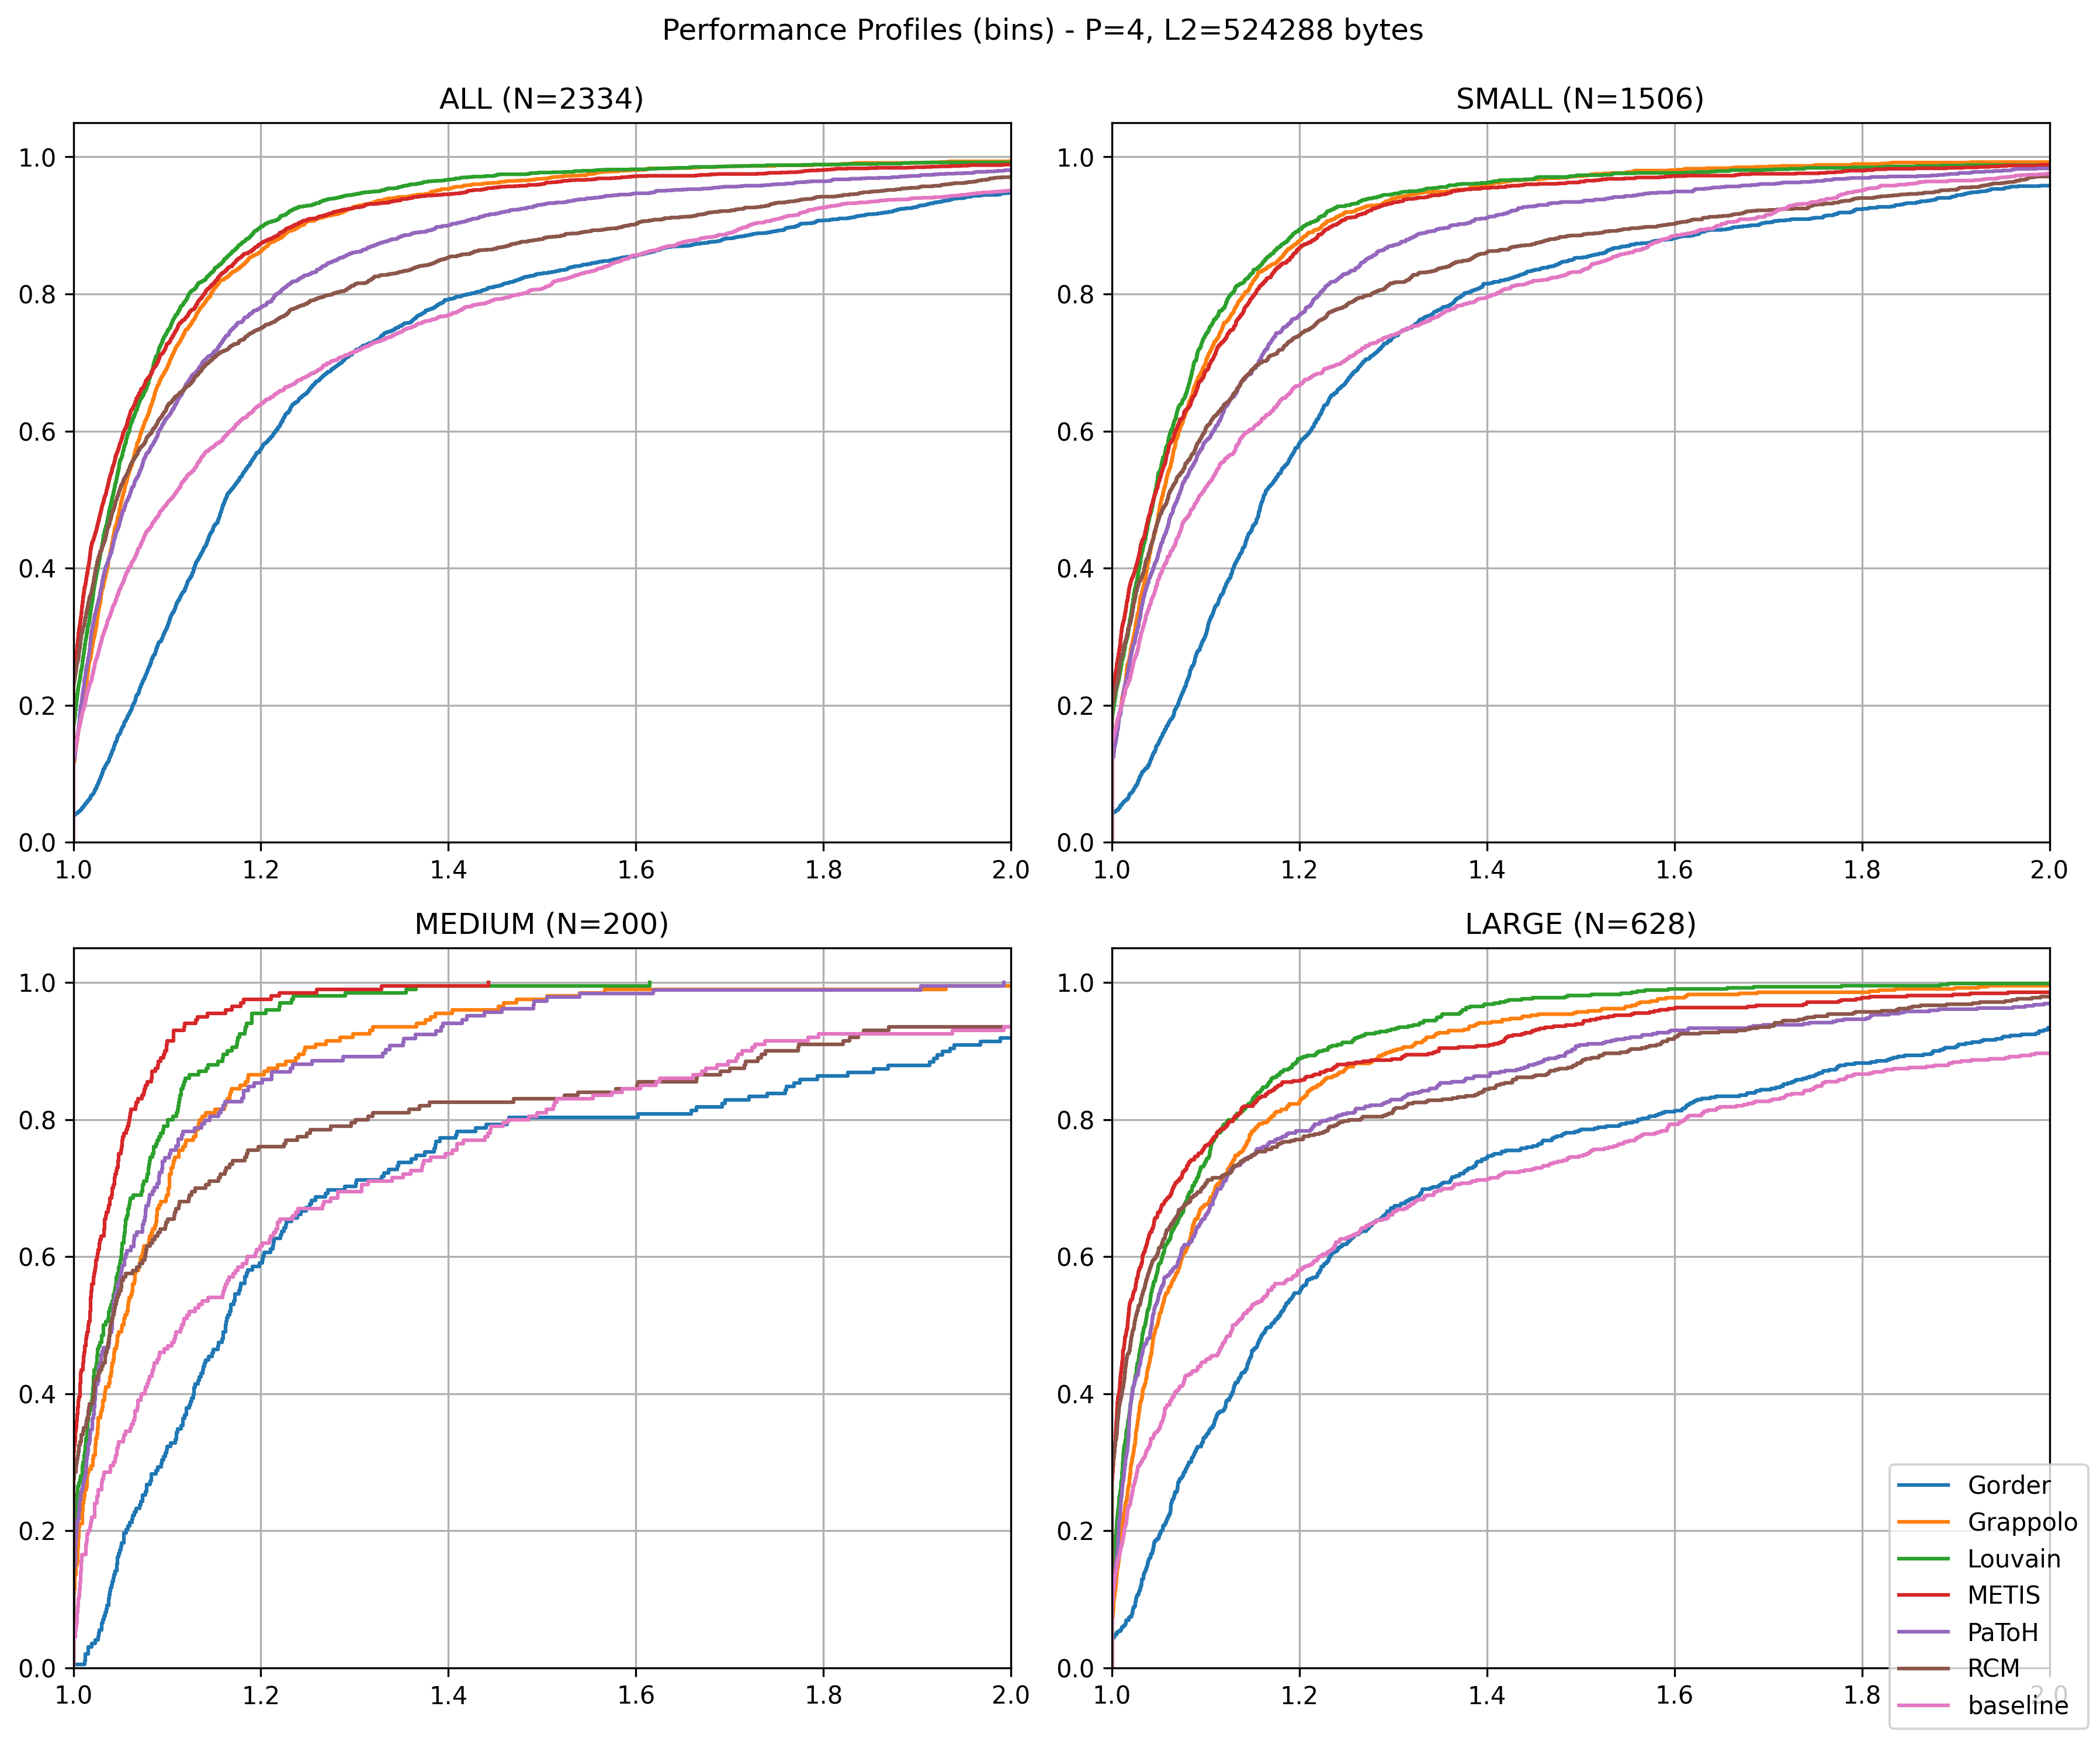 Performance Profiles (bins) - P=4, L2=524288 bytes
ALL (N=2334)
1.0
0.8
0.6
0.4
0.2
0.0
1.0 1.2 1.4 1.6 1.8 2.0
SMALL (N=1506)
1.0
0.8
0.6
0.4
0.2
0.0
1.0 1.2 1.4 1.6 1.8 2.0
MEDIUM (N=200)
1.0
0.8
0.6
0.4
0.2
0.0
1.0 1.2 1.4 1.6 1.8 2.0
LARGE (N=628)
1.0
0.8
0.6
0.4
0.2
0.0
1.0 1.2 1.4 1.6 1.8 2.0
Gorder
Grappolo
Louvain
METIS
PaToH
RCM
baseline